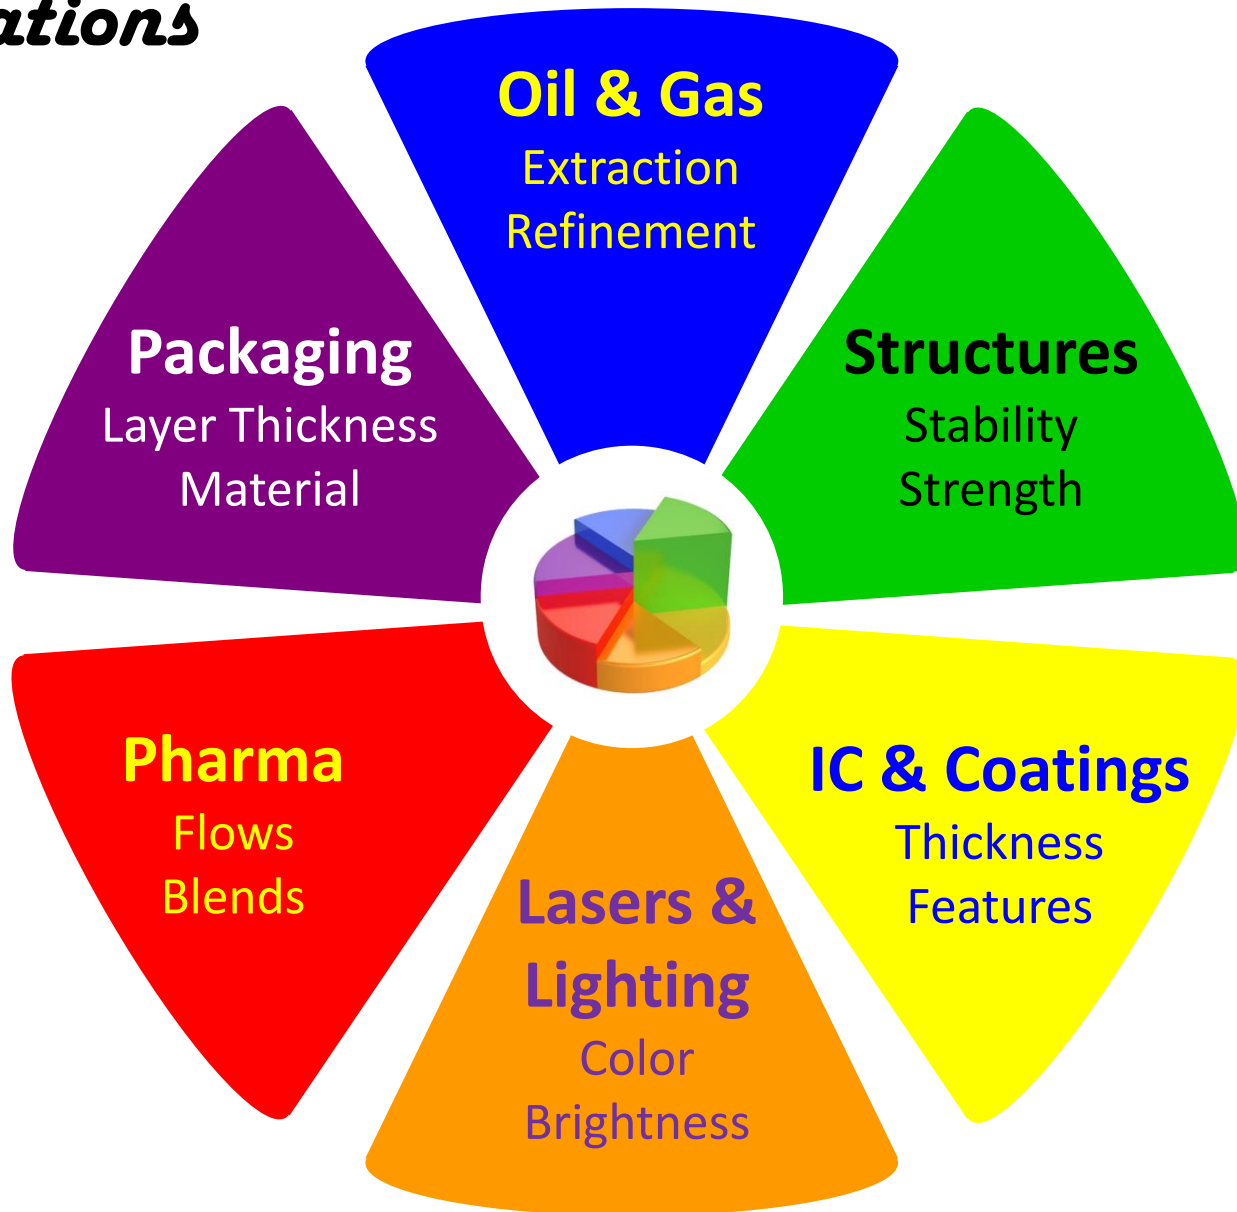 Oil & Gas
Extraction
Refinement
Structures
Stability
Strength
IC & Coatings
Thickness
Features
Lasers &
Lighting
Color
Brightness
Pharma
Flows
Blends
Packaging
Layer Thickness
Material